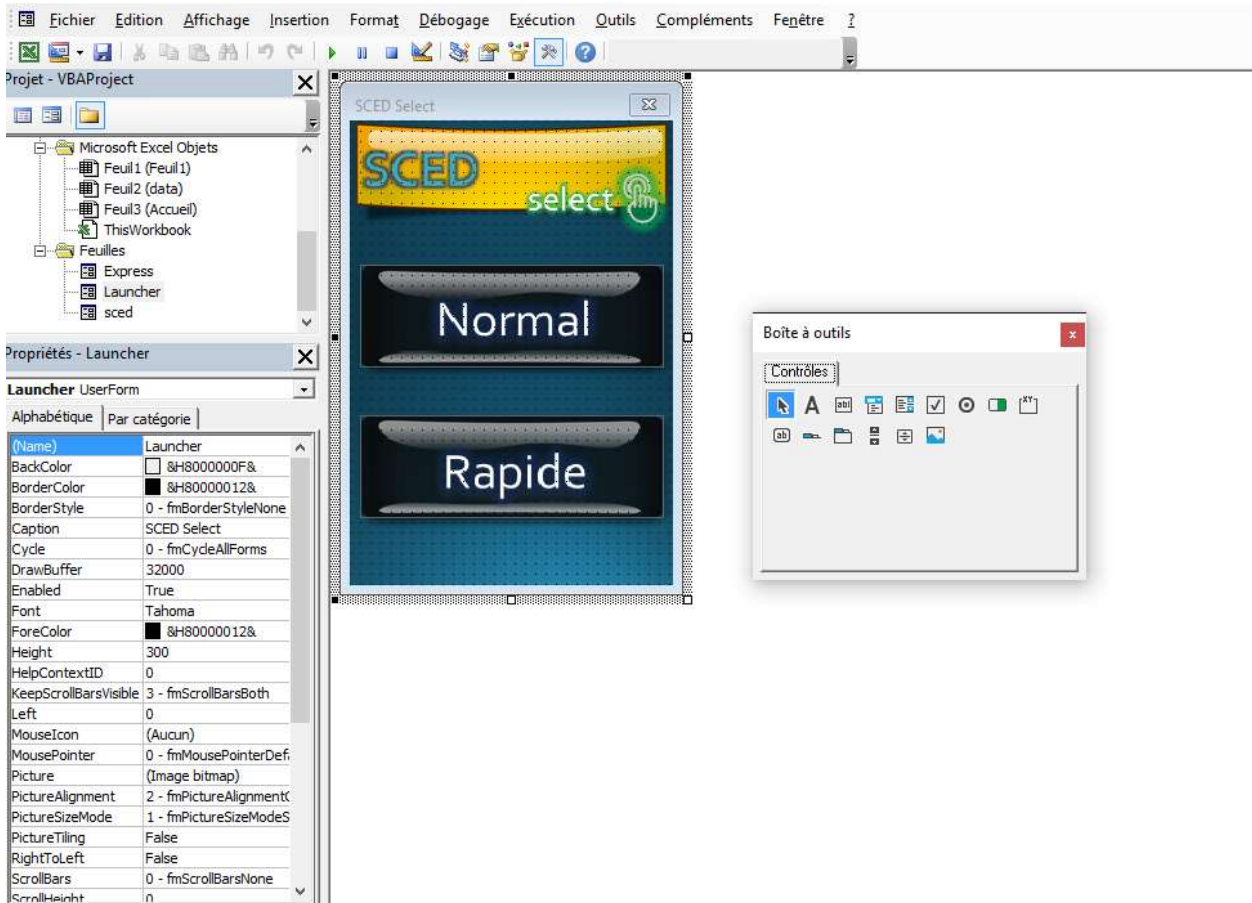 Fichier Edition Affichage Insertion Format Débogage Exécution Outils Compléments Fenêtre ?
Projet - VBAProject
Microsoft Excel Objets
Feuil1 (Feuil1)
Feuil2 (data)
Feuil3 (Accueil)
ThisWorkbook
Feuilles
Express
Launcher
sced
Propriétés - Launcher
Launcher UserForm
Alphabétique Par catégorie
(Name) Launcher
BackColor &H8000000F&
BorderColor &H80000012&
BorderStyle 0 - fmBorderStyleNone
Caption SCED Select
Cycle 0 - fmCycleAllForms
DrawBuffer 32000
Enabled True
Font Tahoma
ForeColor &H80000012&
Height 300
HelpContextID 0
KeepScrollBarsVisible 3 - fmScrollBarsBoth
Left 0
MouseIcon (Aucun)
MousePointer 0 - fmMousePointerDefa
Picture (Image bitmap)
PictureAlignment 2 - fmPictureAlignmentC
PictureSizeMode 1 - fmPictureSizeModeS
PictureTiling False
RightToLeft False
ScrollBars 0 - fmScrollBarsNone
ScrollHeight 0
SCED Select
SCED
select
Normal
Rapide
Boîte à outils
Contrôles